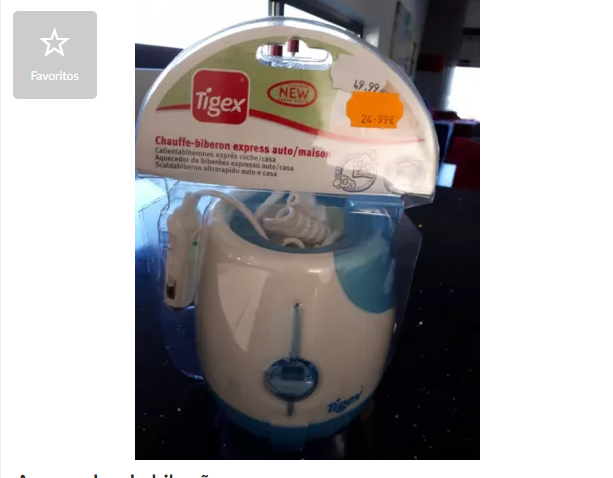 Favoritos
Tigex
NEW
49.99
24-99€
Chauffe-biberon express auto/maison
Calientabiberones exprés coche/casa
Aquecedor de biberões expresso auto/casa
Scaldabiberon ultrarapido auto e casa
Tigex